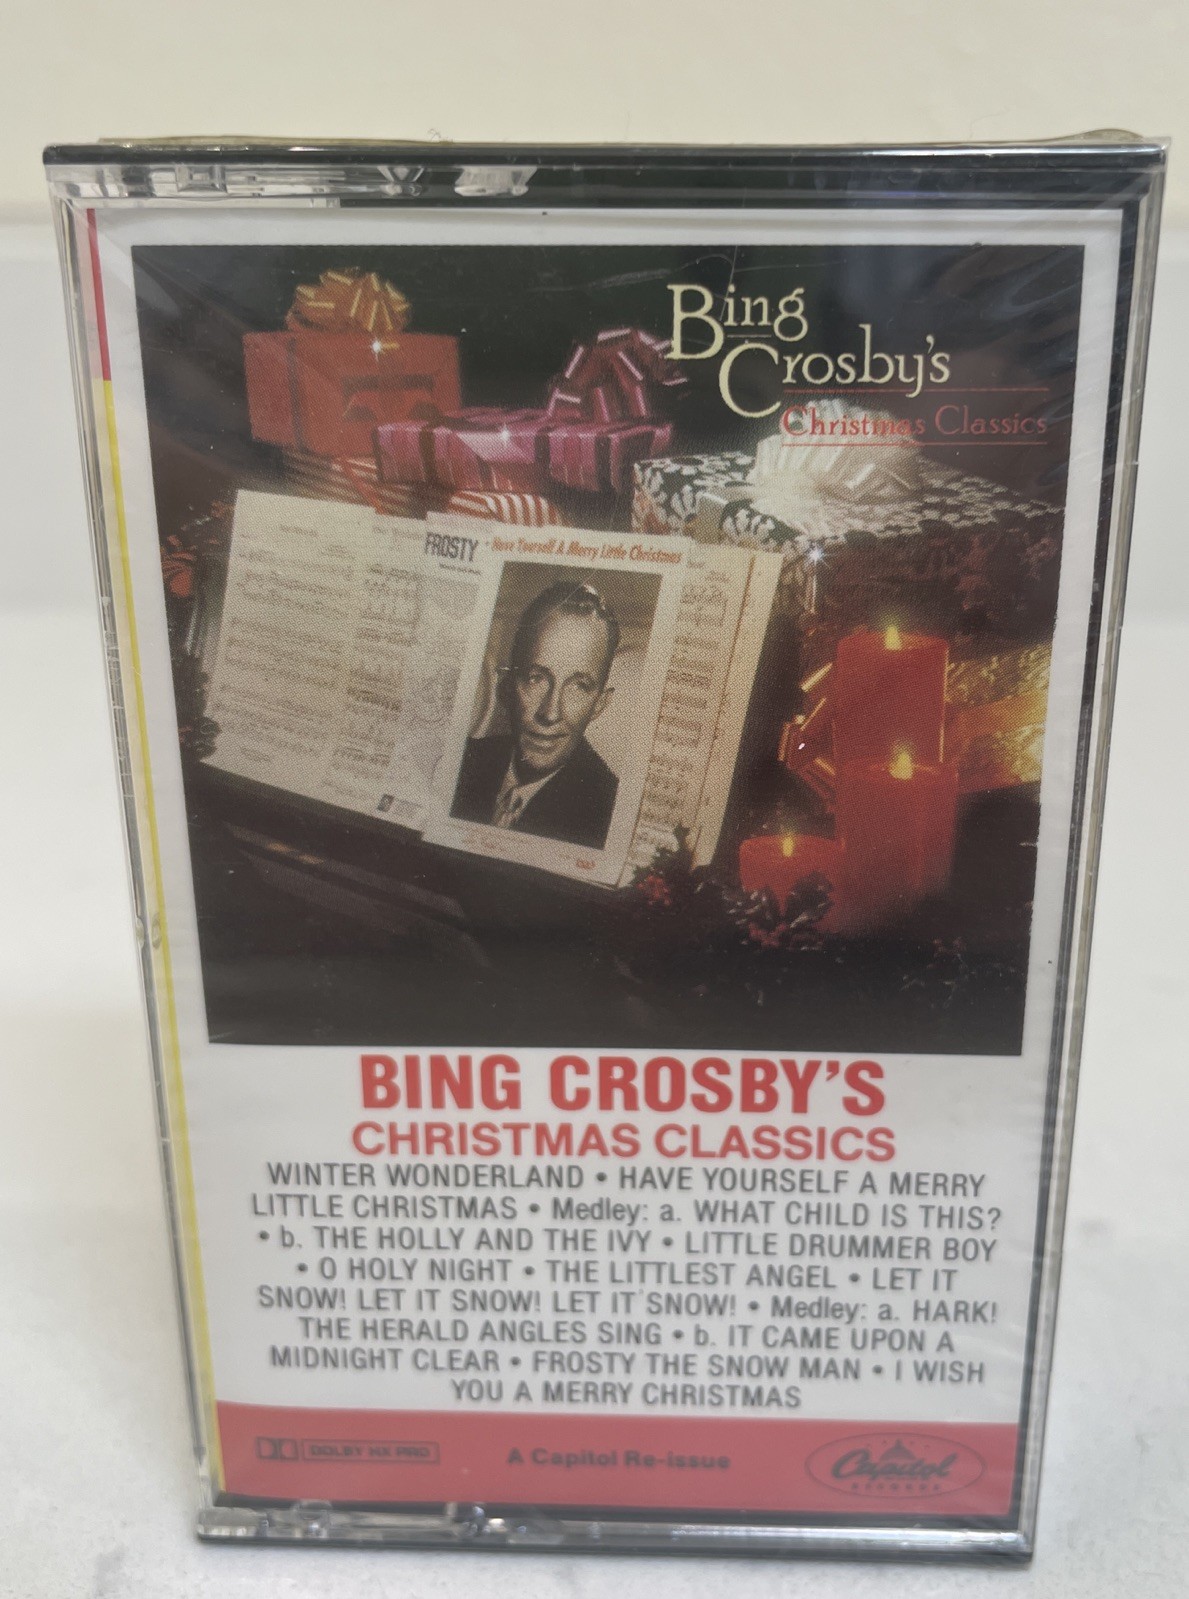 Bing
Crosby's
Christmas Classics
FROSTY • Have Yourself A Merry Little Christmas
BING CROSBY'S
CHRISTMAS CLASSICS
WINTER WONDERLAND • HAVE YOURSELF A MERRY
LITTLE CHRISTMAS • Medley: a. WHAT CHILD IS THIS?
• b. THE HOLLY AND THE IVY • LITTLE DRUMMER BOY
• O HOLY NIGHT • THE LITTLEST ANGEL • LET IT
SNOW! LET IT SNOW! LET IT SNOW! • Medley: a. HARK!
THE HERALD ANGLES SING • b. IT CAME UPON A
MIDNIGHT CLEAR • FROSTY THE SNOW MAN • I WISH
YOU A MERRY CHRISTMAS
DOLBY HX PRO
A Capitol Re-issue
Capitol
RECORDS